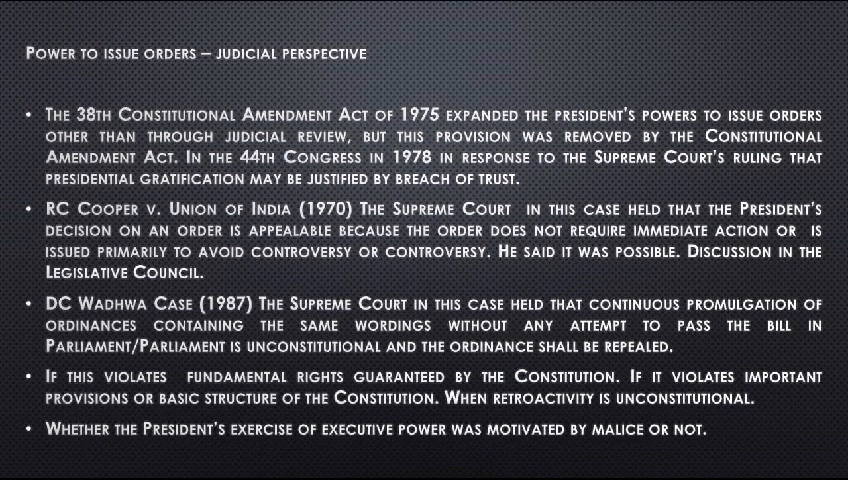 Power to issue orders – judicial perspective
• The 38th Constitutional Amendment Act of 1975 expanded the president's powers to issue orders
other than through judicial review, but this provision was removed by the Constitutional
Amendment Act. In the 44th Congress in 1978 in response to the Supreme Court's ruling that
presidential gratification may be justified by breach of trust.
• RC Cooper v. Union of India (1970) The Supreme Court in this case held that the President's
decision on an order is appealable because the order does not require immediate action or is
issued primarily to avoid controversy or controversy. He said it was possible. Discussion in the
Legislative Council.
• DC Wadhwa Case (1987) The Supreme Court in this case held that continuous promulgation of
ordinances containing the same wordings without any attempt to pass the bill in
Parliament/Parliament is unconstitutional and the ordinance shall be repealed.
• If this violates fundamental rights guaranteed by the Constitution. If it violates important
provisions or basic structure of the Constitution. When retroactivity is unconstitutional.
• Whether the President's exercise of executive power was motivated by malice or not.